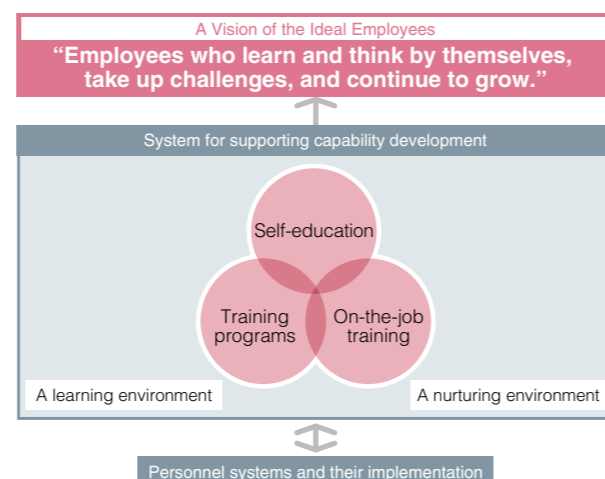 A Vision of the Ideal Employees
“Employees who learn and think by themselves,
take up challenges, and continue to grow.”
System for supporting capability development
Self-education
Training
programs
On-the-job
training
A learning environment
A nurturing environment
Personnel systems and their implementation